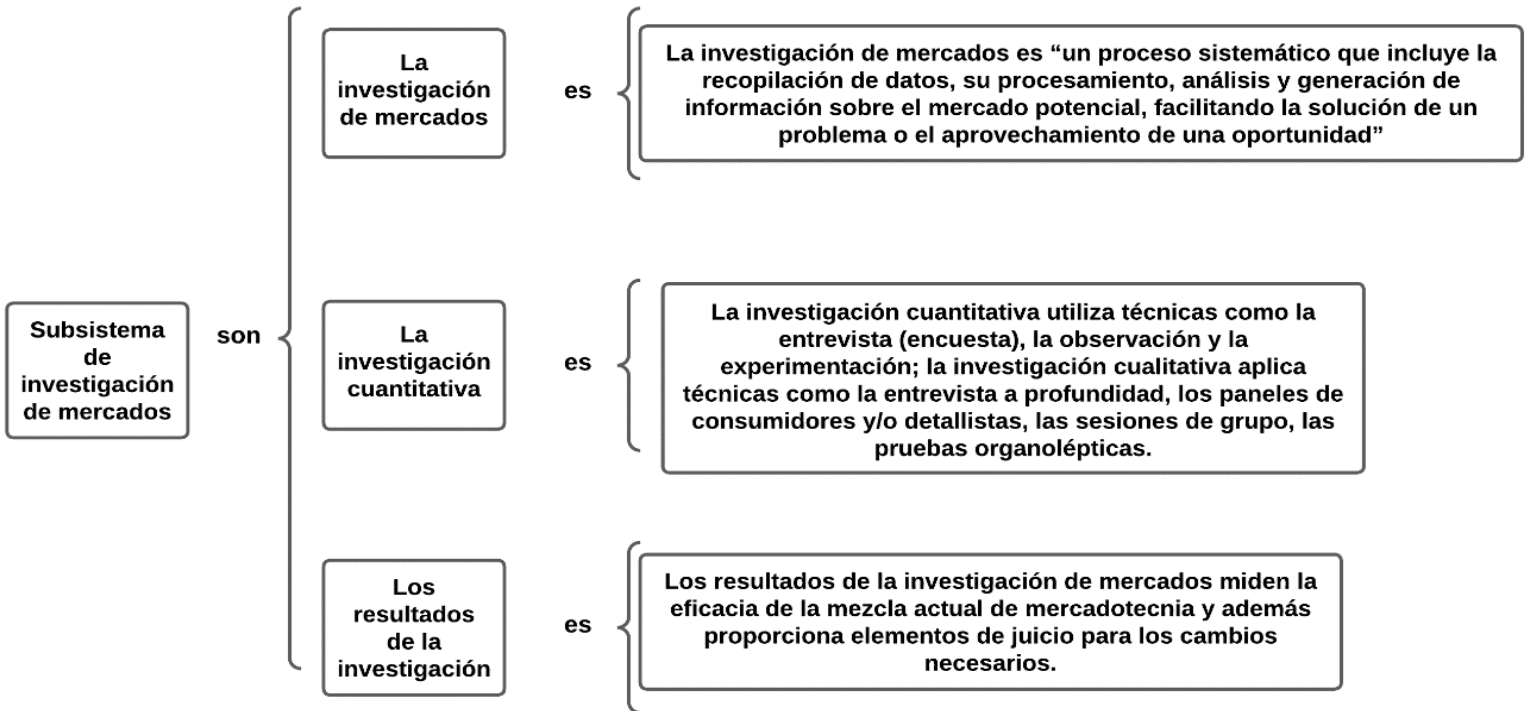 La
investigación
de mercados
es
La investigación de mercados es “un proceso sistemático que incluye la
recopilación de datos, su procesamiento, análisis y generación de
información sobre el mercado potencial, facilitando la solución de un
problema o el aprovechamiento de una oportunidad”
Subsistema
de
investigación
de mercados
son
La
investigación
cuantitativa
es
La investigación cuantitativa utiliza técnicas como la
entrevista (encuesta), la observación y la
experimentación; la investigación cualitativa aplica
técnicas como la entrevista a profundidad, los paneles de
consumidores y/o detallistas, las sesiones de grupo, las
pruebas organolépticas.
Los
resultados
de la
investigación
es
Los resultados de la investigación de mercados miden la
eficacia de la mezcla actual de mercadotecnia y además
proporciona elementos de juicio para los cambios
necesarios.